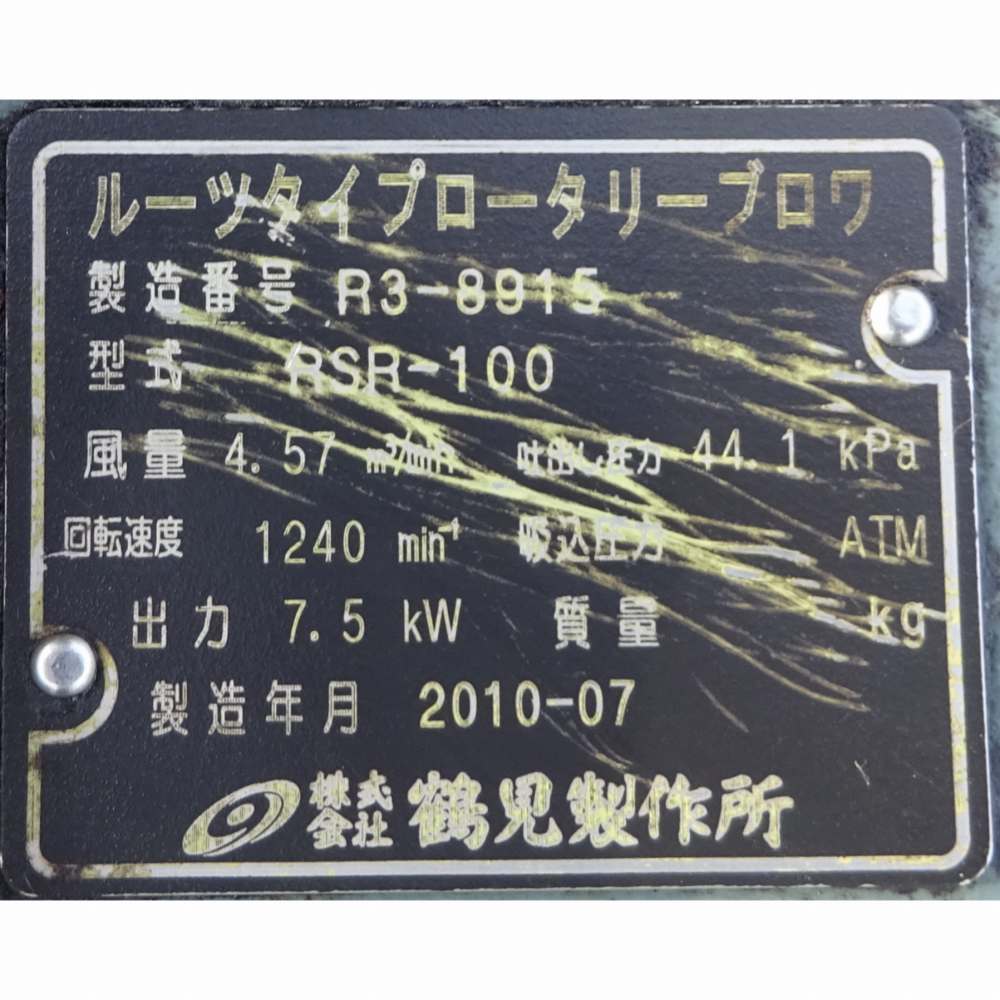 ルーツタイプロータリーブロワ
製造番号 R3-8915
型式 RSR-100
風量 4.57 m³/min 吐出し圧力 44.1 kPa
回転速度 1240 min⁻¹ 吸込圧力 ATM
出力 7.5 kW 質量 kg
製造年月 2010-07
株式会社 鶴見製作所